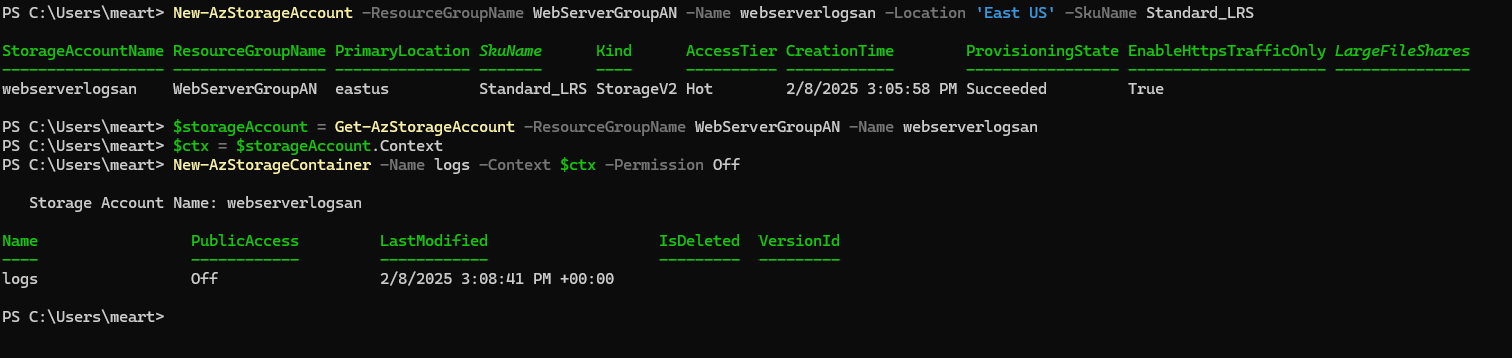 PS C:\Users\meart> New-AzStorageAccount -ResourceGroupName WebServerGroupAN -Name webserverlogsan -Location 'East US' -SkuName Standard_LRS
StorageAccountName ResourceGroupName PrimaryLocation SkuName Kind AccessTier CreationTime ProvisioningState EnableHttpsTrafficOnly LargeFileShares
------------------ ----------------- --------------- ------- ---- ---------- ------------ ----------------- ---------------------- ---------------
webserverlogsan WebServerGroupAN eastus Standard_LRS StorageV2 Hot 2/8/2025 3:05:58 PM Succeeded True
PS C:\Users\meart> $storageAccount = Get-AzStorageAccount -ResourceGroupName WebServerGroupAN -Name webserverlogsan
PS C:\Users\meart> $ctx = $storageAccount.Context
PS C:\Users\meart> New-AzStorageContainer -Name logs -Context $ctx -Permission Off
Storage Account Name: webserverlogsan
Name PublicAccess LastModified IsDeleted VersionId
---- ------------ ------------ --------- ---------
logs Off 2/8/2025 3:08:41 PM +00:00
PS C:\Users\meart>